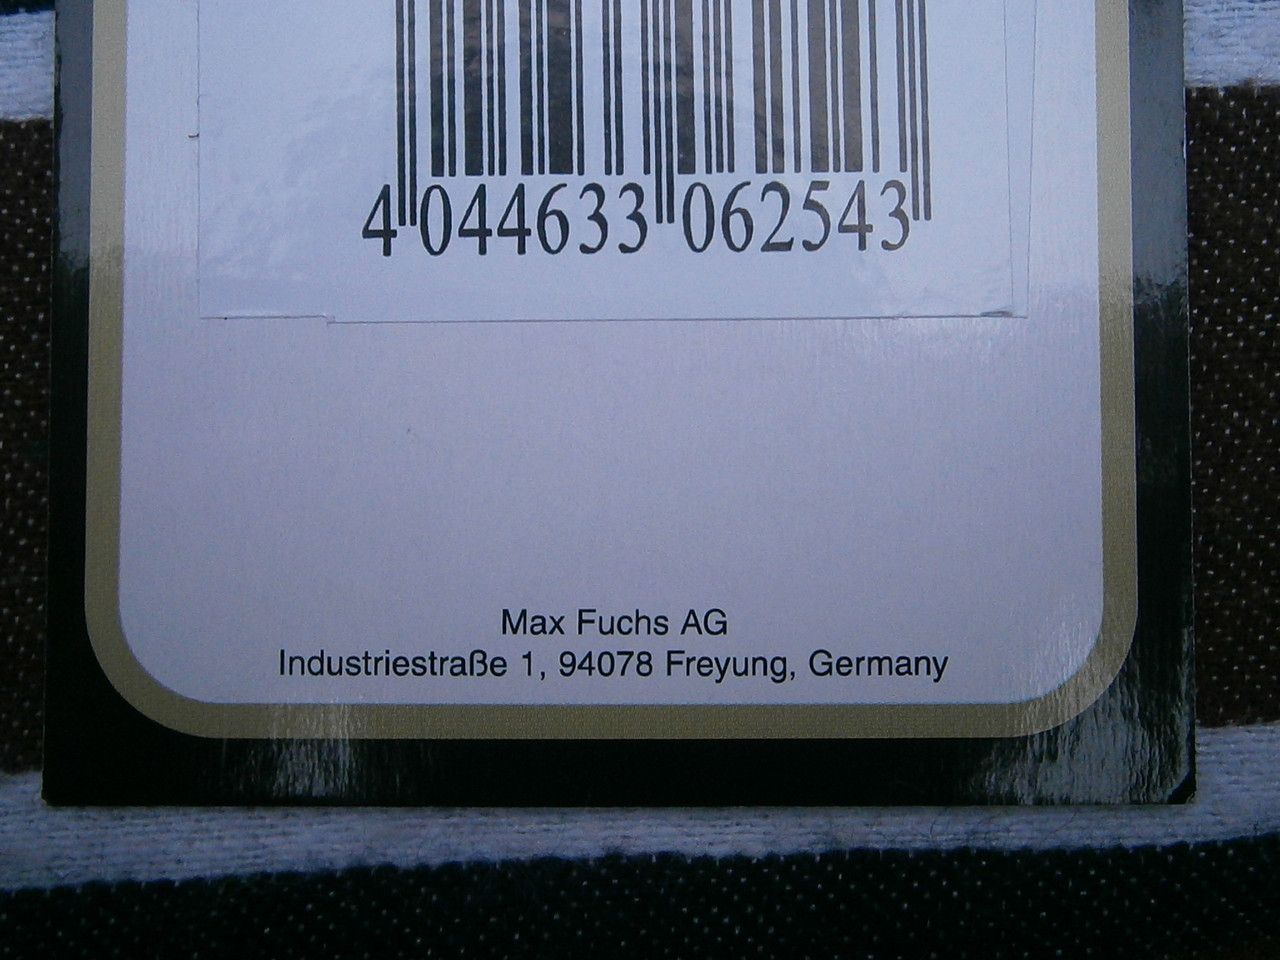 4 044633 062543
Max Fuchs AG
Industriestraße 1, 94078 Freyung, Germany